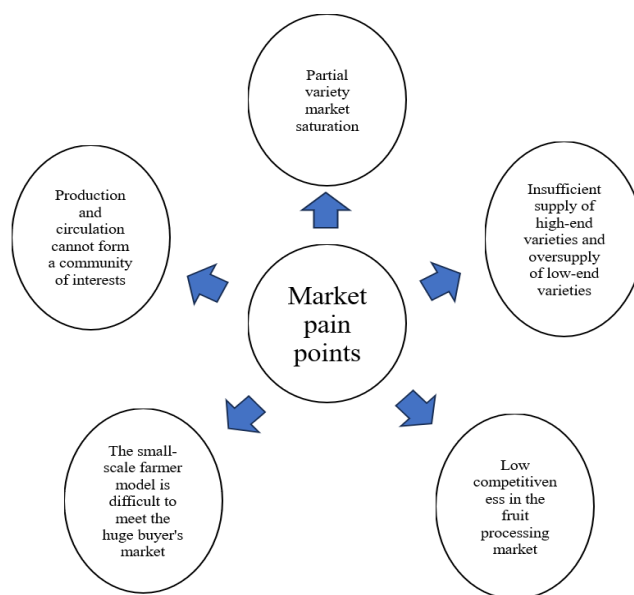 Partial
variety
market
saturation
Production
and
circulation
cannot form
a community
of interests
Insufficient
supply of
high-end
varieties and
oversupply
of low-end
varieties
Market
pain
points
The small-
scale farmer
model is
difficult to
meet the
huge buyer's
market
Low
competitiven
ess in the
fruit
processing
market